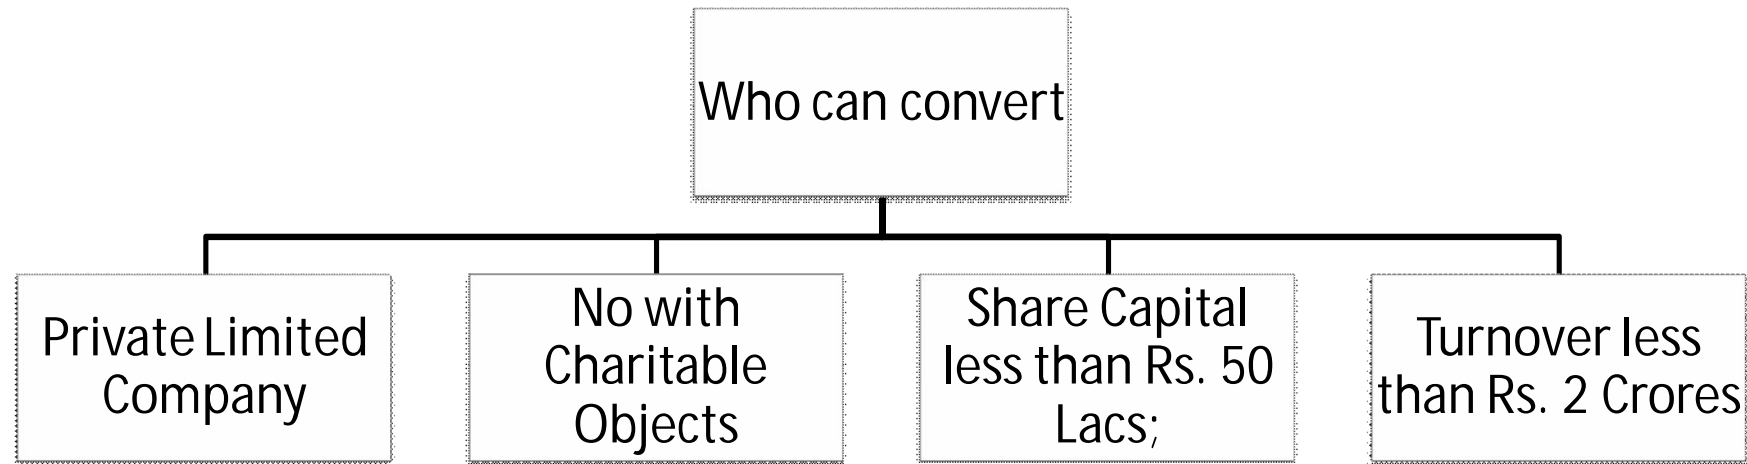 Who can convert
Private Limited
Company
No with
Charitable
Objects
Share Capital
less than Rs. 50
Lacs;
Turnover less
than Rs. 2 Crores